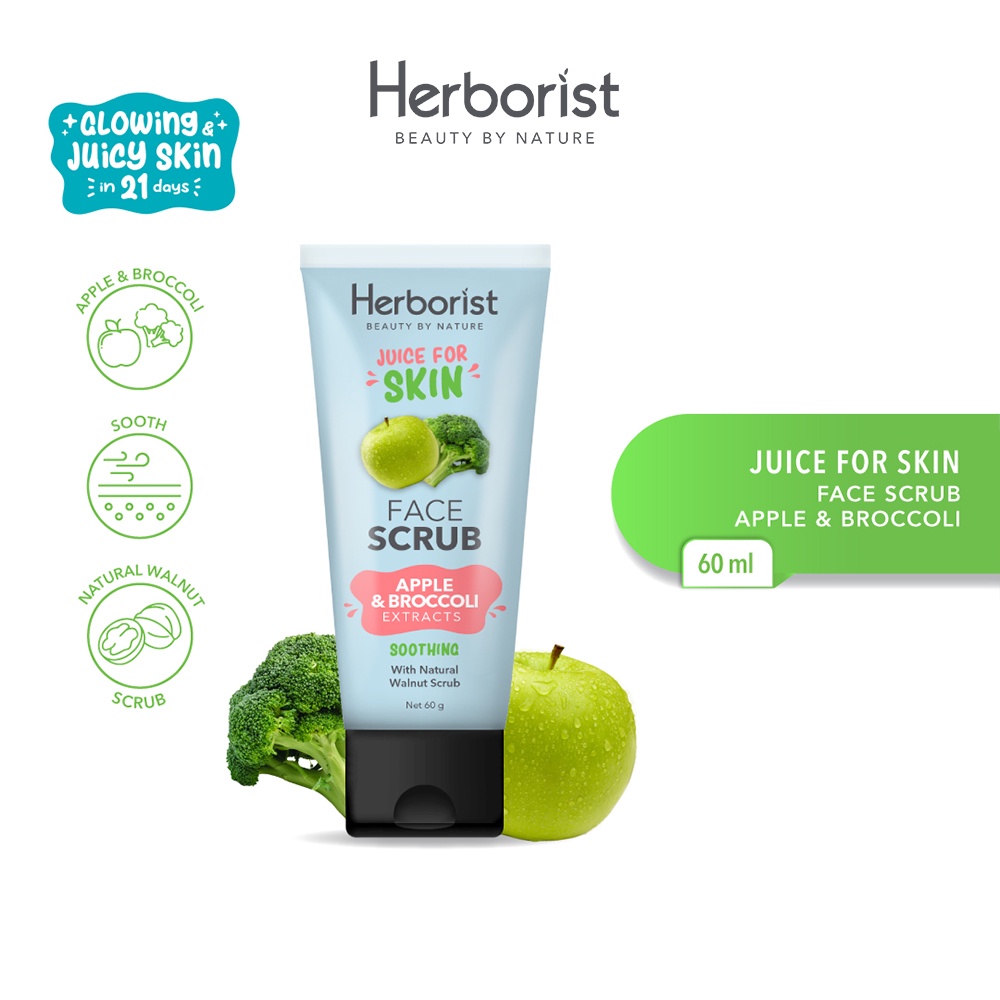 Herborist
BEAUTY BY NATURE
GLOWING &
JUICY SKIN
in 21 days
APPLE & BROCCOLI
SOOTH
NATURAL WALNUT
SCRUB
Herborist
BEAUTY BY NATURE
JUICE FOR
SKIN
FACE
SCRUB
APPLE
& BROCCOLI
EXTRACTS
SOOTHING
With Natural
Walnut Scrub
Net 60 g
JUICE FOR SKIN
FACE SCRUB
APPLE & BROCCOLI
60 ml